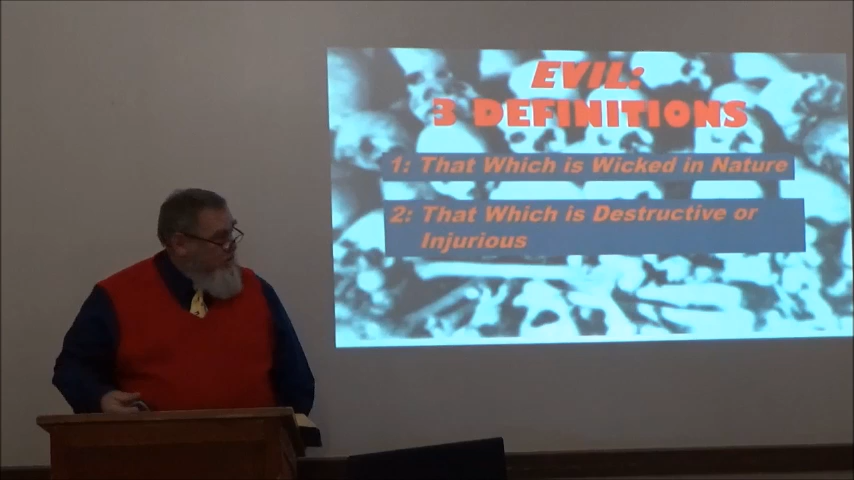 EVIL:
3 DEFINITIONS
1: That Which is Wicked in Nature
2: That Which is Destructive or
Injurious